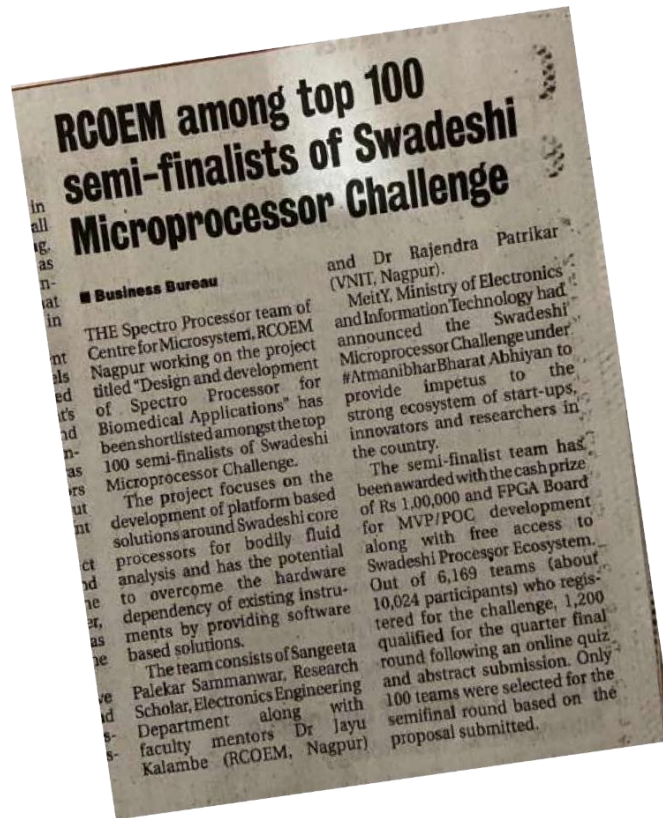 RCOEM among top 100
semi-finalists of Swadeshi
Microprocessor Challenge
■ Business Bureau
THE Spectro Processor team of
Centre for Microsystem, RCOEM
Nagpur working on the project
titled "Design and development
of Spectro Processor for
Biomedical Applications" has
been shortlisted amongst the top
100 semi-finalists of Swadeshi
Microprocessor Challenge.
The project focuses on the
development of platform based
solutions around Swadeshi core
processors for bodily fluid
analysis and has the potential
to overcome the hardware
dependency of existing instru-
ments by providing software
based solutions.
The team consists of Sangeeta
Palekar Sammanwar, Research
Scholar, Electronics Engineering
Department along with
faculty mentors Dr Jayu
Kalambe (RCOEM, Nagpur)
and Dr Rajendra Patrikar
(VNIT, Nagpur).
MeitY, Ministry of Electronics
and Information Technology had
announced the Swadeshi
Microprocessor Challenge under
#AtmanibharBharat Abhiyan to
provide impetus to the
strong ecosystem of start-ups,
innovators and researchers in
the country.
The semi-finalist team has
been awarded with the cash prize
of Rs 1,00,000 and FPGA Board
for MVP/POC development
along with free access to
Swadeshi Processor Ecosystem.
Out of 6,169 teams (about
10,024 participants) who regis-
tered for the challenge, 1,200
qualified for the quarter final
round following an online quiz
and abstract submission. Only
100 teams were selected for the
semifinal round based on the
proposal submitted.